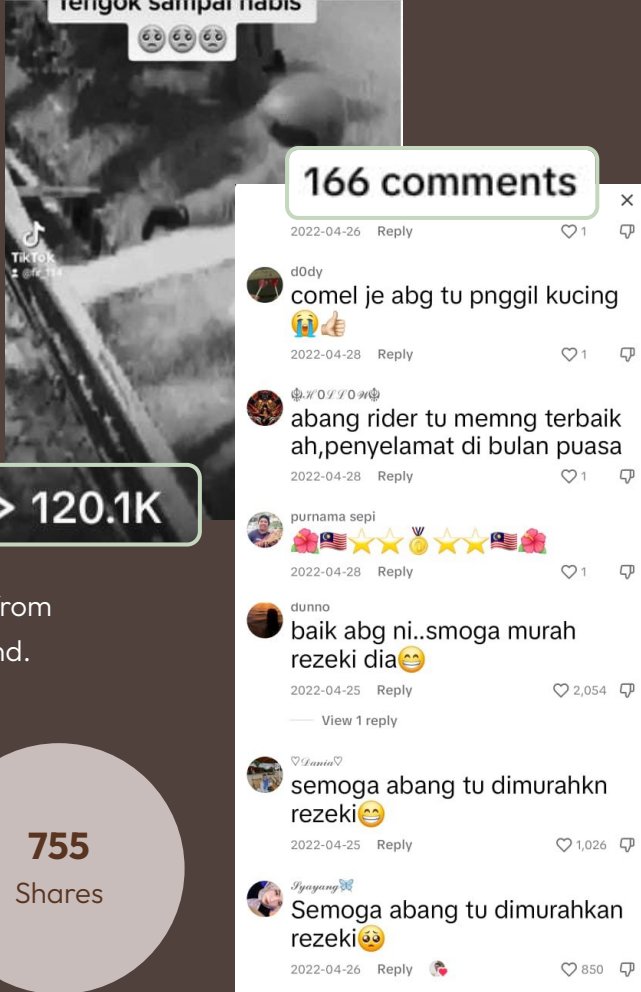 Tengok sampai habis
🥺🥺🥺
166 comments
2022-04-26 Reply 1
TikTok
d0dy
comel je abg tu pnggil kucing
😭👍🏻
2022-04-28 Reply 1
☬ℋ0ℒℒ0𝓌☬
abang rider tu memng terbaik
ah,penyelamat di bulan puasa
2022-04-28 Reply 1
120.1K
purnama sepi
🌺🇲🇾⭐⭐🏅⭐⭐🇲🇾🌺
2022-04-28 Reply 1
rom
nd.
dunno
baik abg ni..smoga murah
rezeki dia😁
2022-04-25 Reply 2,054
View 1 reply
755
Shares
♡𝒟𝒶𝓃𝒾𝒶♡
semoga abang tu dimurahkn
rezeki😁
2022-04-25 Reply 1,026
𝒮𝓎𝒶𝓎𝒶𝓃𝑔🦋
Semoga abang tu dimurahkan
rezeki🥺
2022-04-26 Reply 850